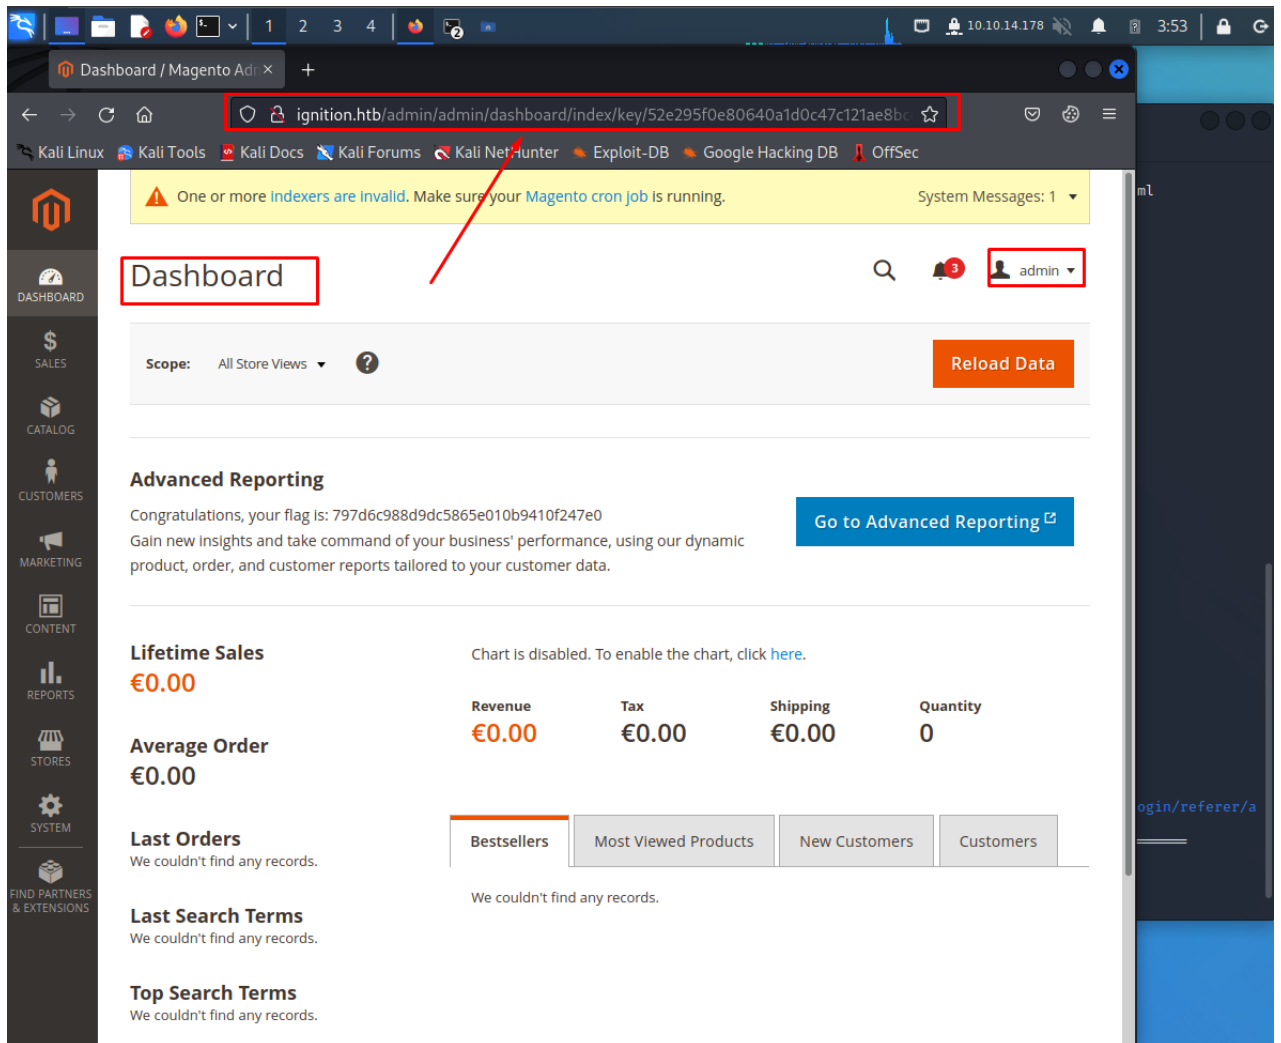 1 2 3 4 2 10.10.14.178 3:53
Dashboard / Magento Adr
ignition.htb/admin/admin/dashboard/index/key/52e295f0e80640a1d0c47c121ae8bc
Kali Linux Kali Tools Kali Docs Kali Forums Kali NetHunter Exploit-DB Google Hacking DB OffSec
ml
One or more indexers are invalid. Make sure your Magento cron job is running. System Messages: 1
DASHBOARD
SALES
CATALOG
CUSTOMERS
MARKETING
CONTENT
REPORTS
STORES
SYSTEM
FIND PARTNERS
& EXTENSIONS
Dashboard 3 admin
Scope: All Store Views ? Reload Data
Advanced Reporting
Congratulations, your flag is: 797d6c988d9dc5865e010b9410f247e0
Gain new insights and take command of your business' performance, using our dynamic
product, order, and customer reports tailored to your customer data.
Go to Advanced Reporting
Lifetime Sales
€0.00
Average Order
€0.00
Last Orders
We couldn't find any records.
Last Search Terms
We couldn't find any records.
Top Search Terms
We couldn't find any records.
Chart is disabled. To enable the chart, click here.
Revenue Tax Shipping Quantity
€0.00 €0.00 €0.00 0
Bestsellers Most Viewed Products New Customers Customers
We couldn't find any records.
ogin/referer/a